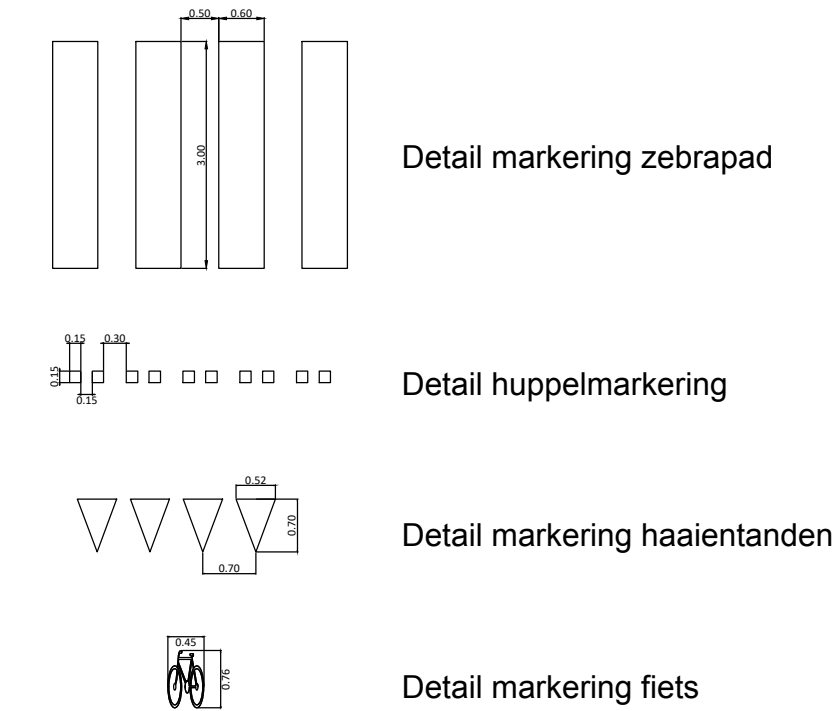 0.50 0.60
3.00
Detail markering zebrapad
0.15 0.30
0.15
0.15
Detail huppelmarkering
0.52
0.70
0.70
Detail markering haaientanden
0.45
0.76
Detail markering fiets